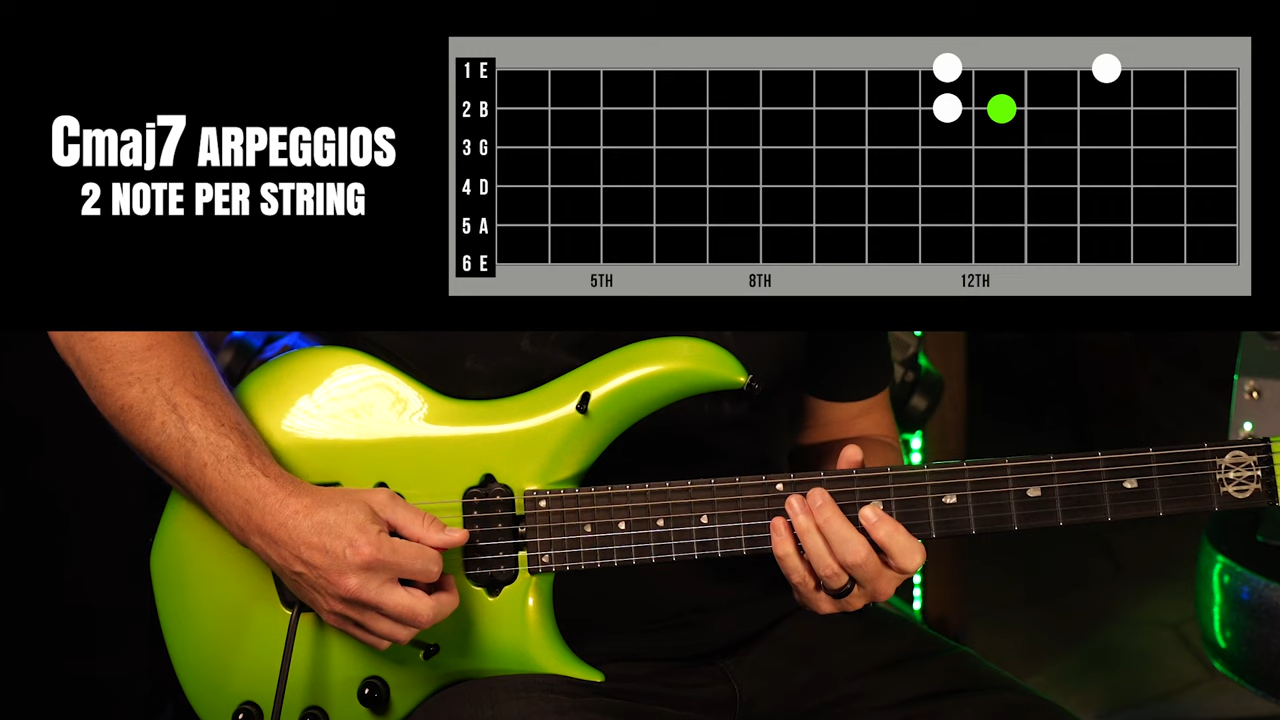 Cmaj7 ARPEGGIOS
2 NOTE PER STRING
1 E
2 B
3 G
4 D
5 A
6 E
5TH
8TH
12TH